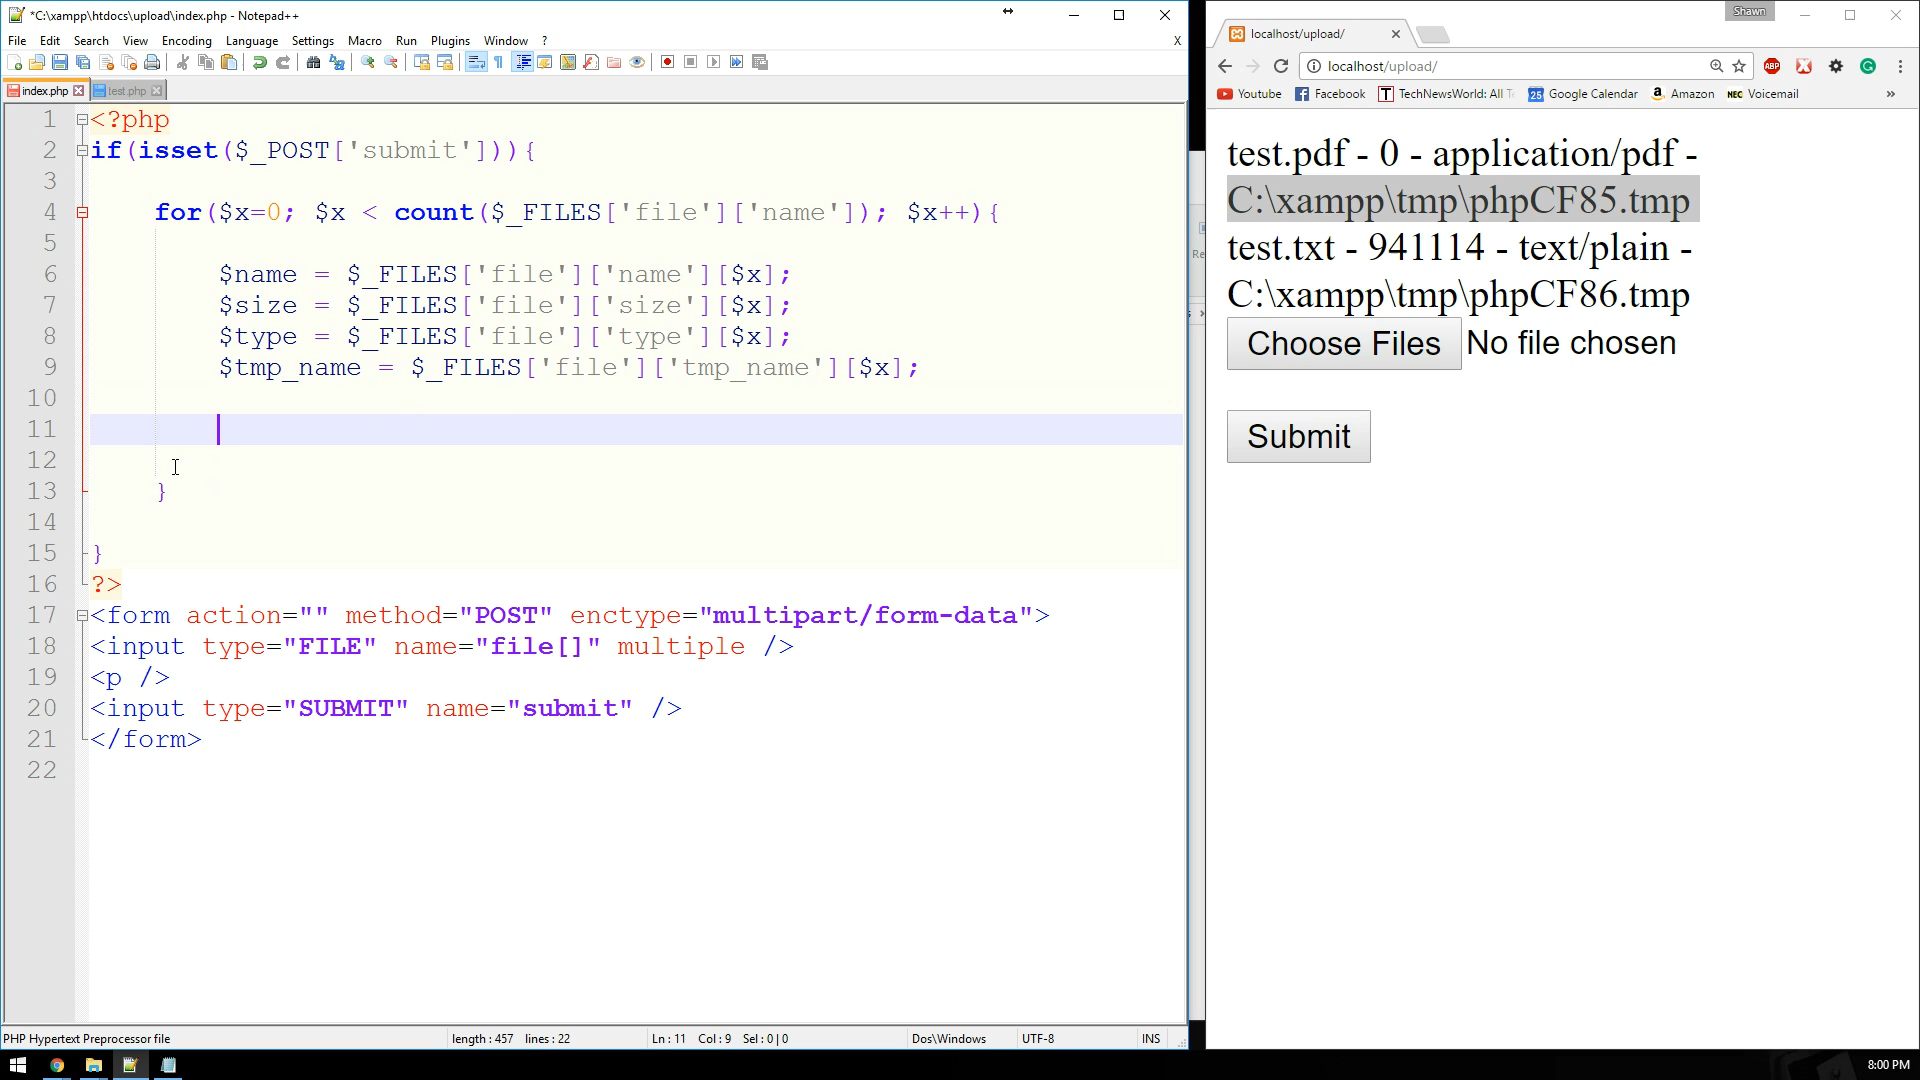 *C:\xampp\htdocs\upload\index.php - Notepad++
File Edit Search View Encoding Language Settings Macro Run Plugins Window ? X
index.php test.php
1 <?php
2 if(isset($_POST['submit'])){
3
4 for($x=0; $x < count($_FILES['file']['name']); $x++){
5
6 $name = $_FILES['file']['name'][$x];
7 $size = $_FILES['file']['size'][$x];
8 $type = $_FILES['file']['type'][$x];
9 $tmp_name = $_FILES['file']['tmp_name'][$x];
10
11
12
13 }
14
15 }
16 ?>
17 <form action="" method="POST" enctype="multipart/form-data">
18 <input type="FILE" name="file[]" multiple />
19 <p />
20 <input type="SUBMIT" name="submit" />
21 </form>
22
PHP Hypertext Preprocessor file length : 457 lines : 22 Ln : 11 Col : 9 Sel : 0 | 0 Dos\Windows UTF-8 INS
Shawn
localhost/upload/
localhost/upload/ ABP
Youtube Facebook T TechNewsWorld: All 25 Google Calendar a Amazon NEC Voicemail »
test.pdf - 0 - application/pdf -
C:\xampp\tmp\phpCF85.tmp
test.txt - 941114 - text/plain -
C:\xampp\tmp\phpCF86.tmp
Choose Files No file chosen
Submit
Re
8:00 PM